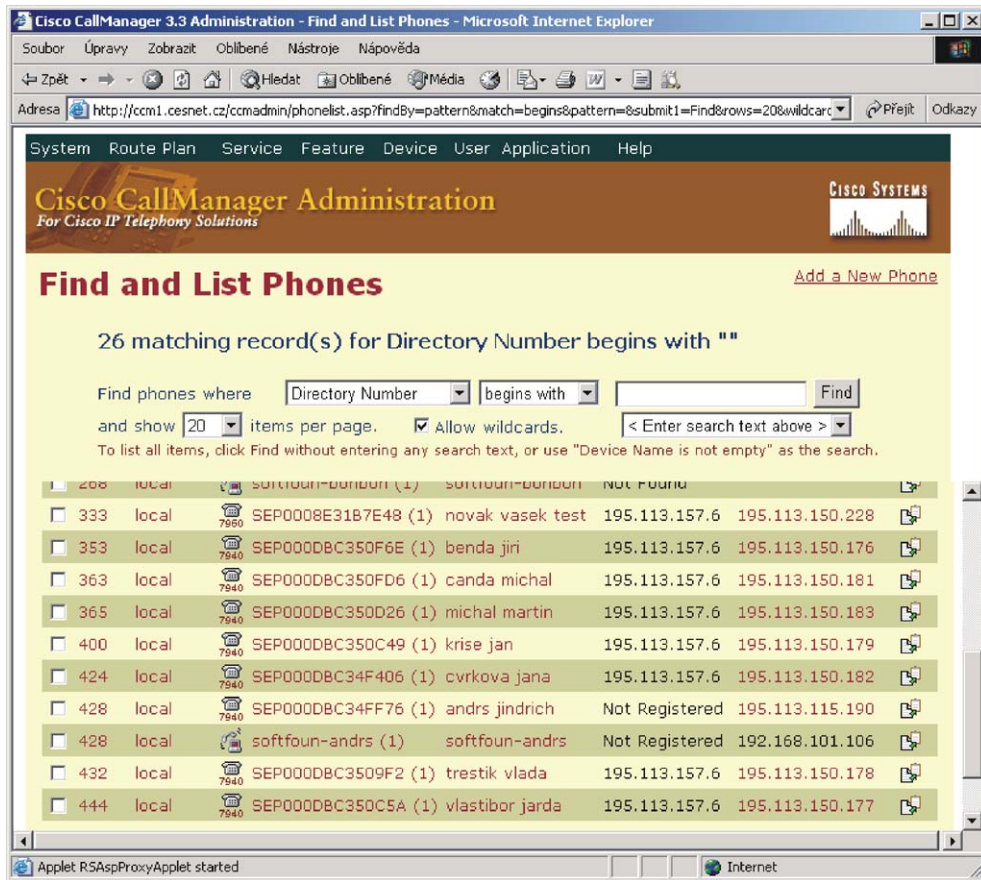 Cisco CallManager 3.3 Administration - Find and List Phones - Microsoft Internet Explorer
Soubor Úpravy Zobrazit Oblíbené Nástroje Nápověda
Zpět Hledat Oblíbené Média
Adresa http://ccm1.cesnet.cz/ccmadmin/phonelist.asp?findBy=pattern&match=begins&pattern=&submit1=Find&rows=20&wildcard Přejít Odkazy
System Route Plan Service Feature Device User Application Help
Cisco CallManager Administration
For Cisco IP Telephony Solutions
CISCO SYSTEMS
Find and List Phones
Add a New Phone
26 matching record(s) for Directory Number begins with ""
Find phones where Directory Number begins with Find
and show 20 items per page. Allow wildcards. < Enter search text above >
To list all items, click Find without entering any search text, or use "Device Name is not empty" as the search.
268 local softfoun-bonbon (1) softfoun-bonbon Not Found
333 local 7960 SEP0008E31B7E48 (1) novak vasek test 195.113.157.6 195.113.150.228
353 local 7940 SEP000DBC350F6E (1) benda jiri 195.113.157.6 195.113.150.176
363 local 7940 SEP000DBC350FD6 (1) canda michal 195.113.157.6 195.113.150.181
365 local 7940 SEP000DBC350D26 (1) michal martin 195.113.157.6 195.113.150.183
400 local 7940 SEP000DBC350C49 (1) krise jan 195.113.157.6 195.113.150.179
424 local 7940 SEP000DBC34F406 (1) cvrkova jana 195.113.157.6 195.113.150.182
428 local 7940 SEP000DBC34FF76 (1) andrs jindrich Not Registered 195.113.115.190
428 local softfoun-andrs (1) softfoun-andrs Not Registered 192.168.101.106
432 local 7940 SEP000DBC3509F2 (1) trestik vlada 195.113.157.6 195.113.150.178
444 local 7940 SEP000DBC350C5A (1) vlastibor jarda 195.113.157.6 195.113.150.177
Applet RSAspProxyApplet started Internet